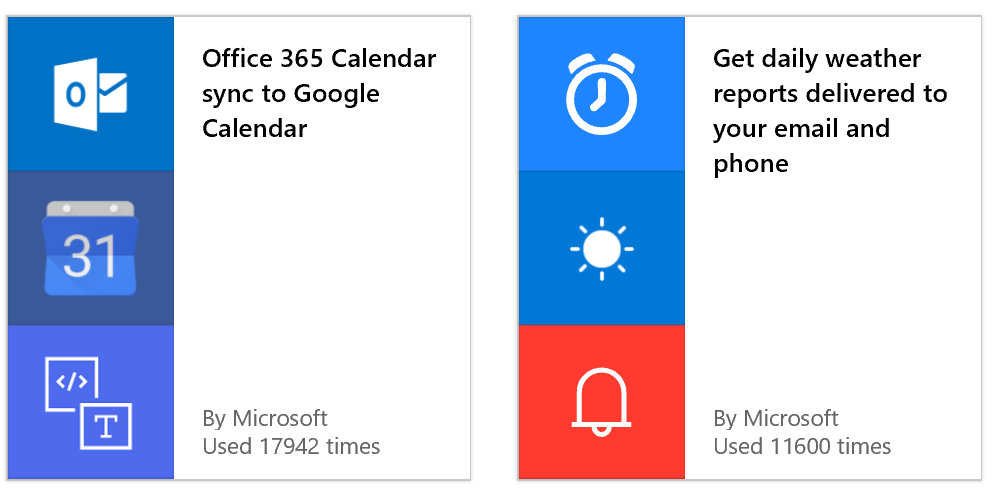 Office 365 Calendar
sync to Google
Calendar
O
31
</>
T
By Microsoft
Used 17942 times
Get daily weather
reports delivered to
your email and
phone
By Microsoft
Used 11600 times